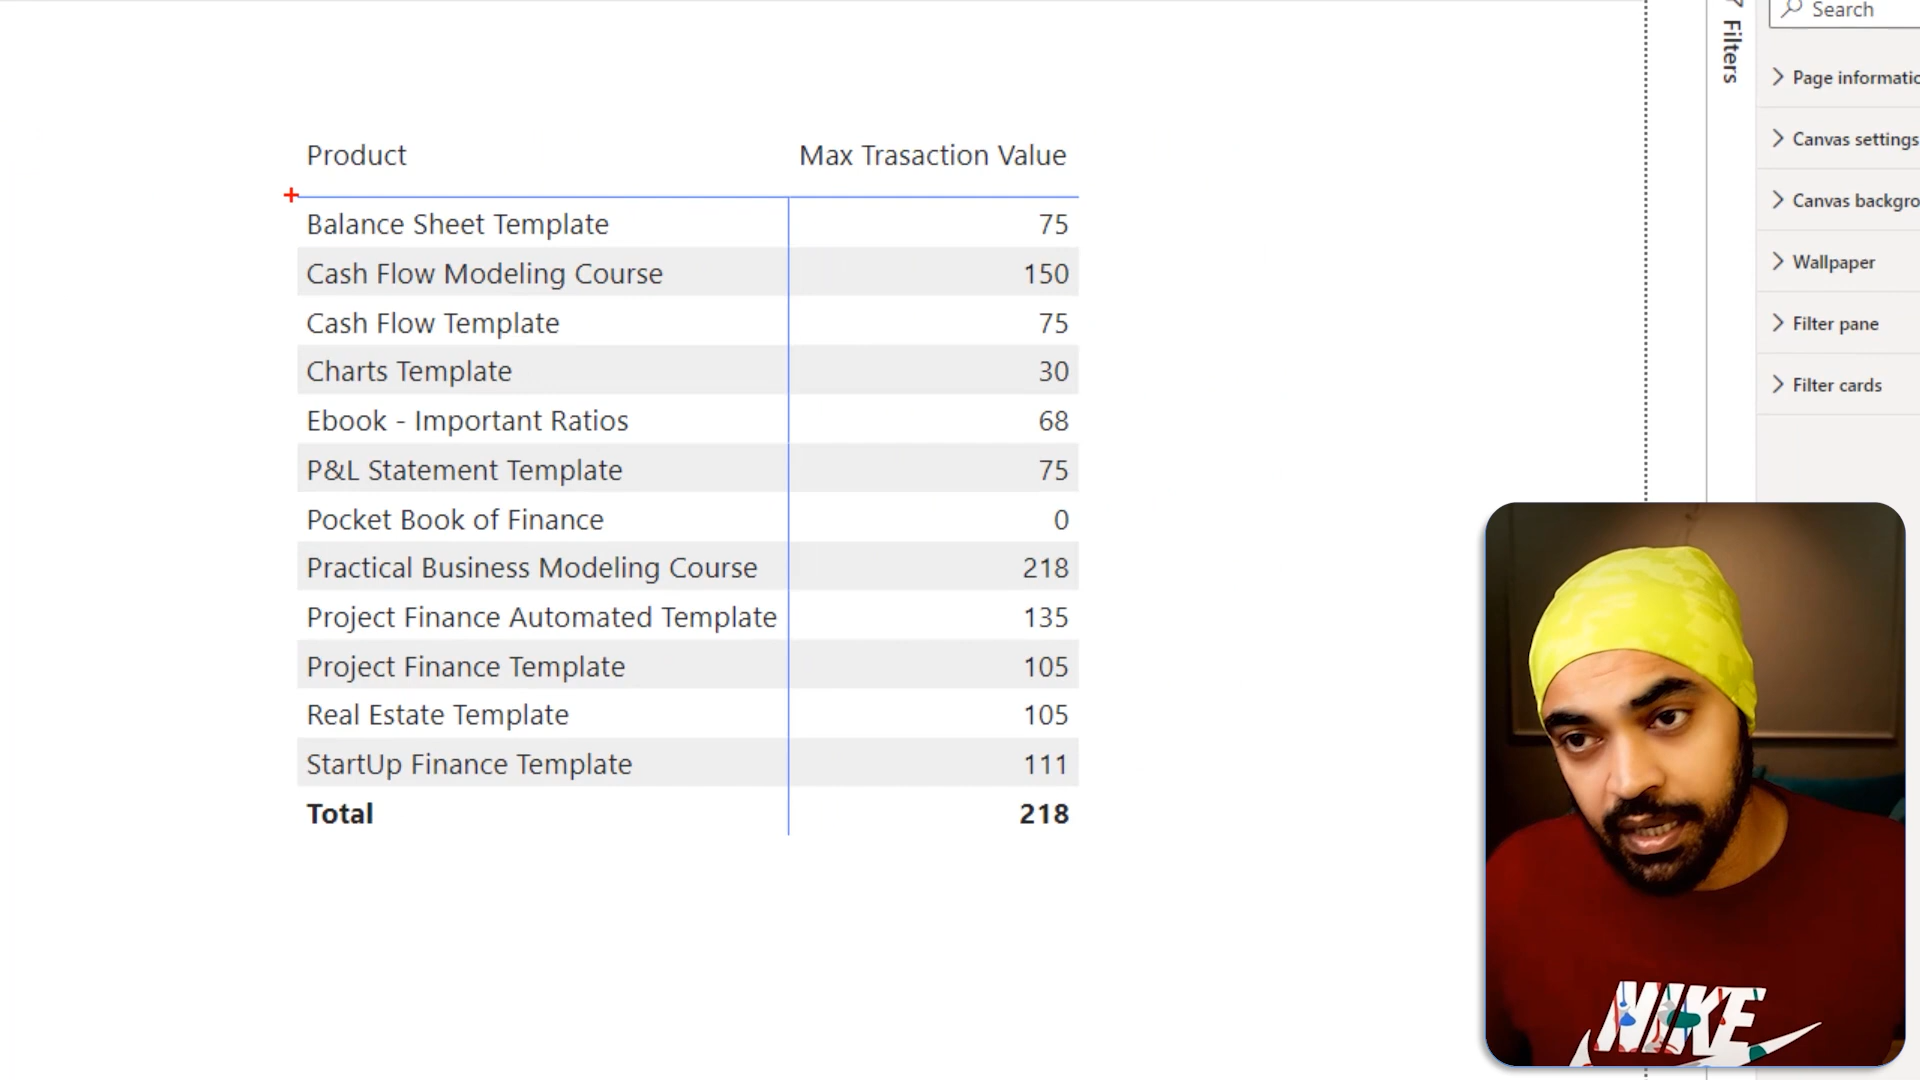 Search
Filters
Page informatic
Canvas settings
Canvas backgro
Wallpaper
Filter pane
Filter cards
Product Max Trasaction Value
Balance Sheet Template 75
Cash Flow Modeling Course 150
Cash Flow Template 75
Charts Template 30
Ebook - Important Ratios 68
P&L Statement Template 75
Pocket Book of Finance 0
Practical Business Modeling Course 218
Project Finance Automated Template 135
Project Finance Template 105
Real Estate Template 105
StartUp Finance Template 111
Total 218
NIKE